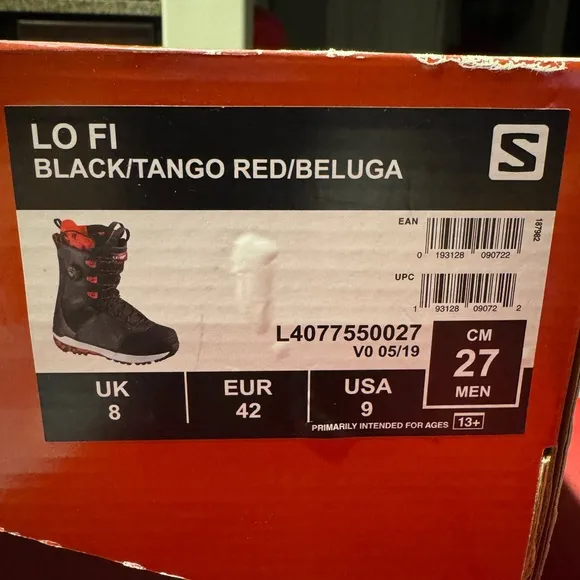 LO FI
BLACK/TANGO RED/BELUGA
S
EAN
0 193128 090722
187982
UPC
1 93128 09072 2
L4077550027
V0 05/19
CM
27
MEN
UK
8
EUR
42
USA
9
PRIMARILY INTENDED FOR AGES 13+